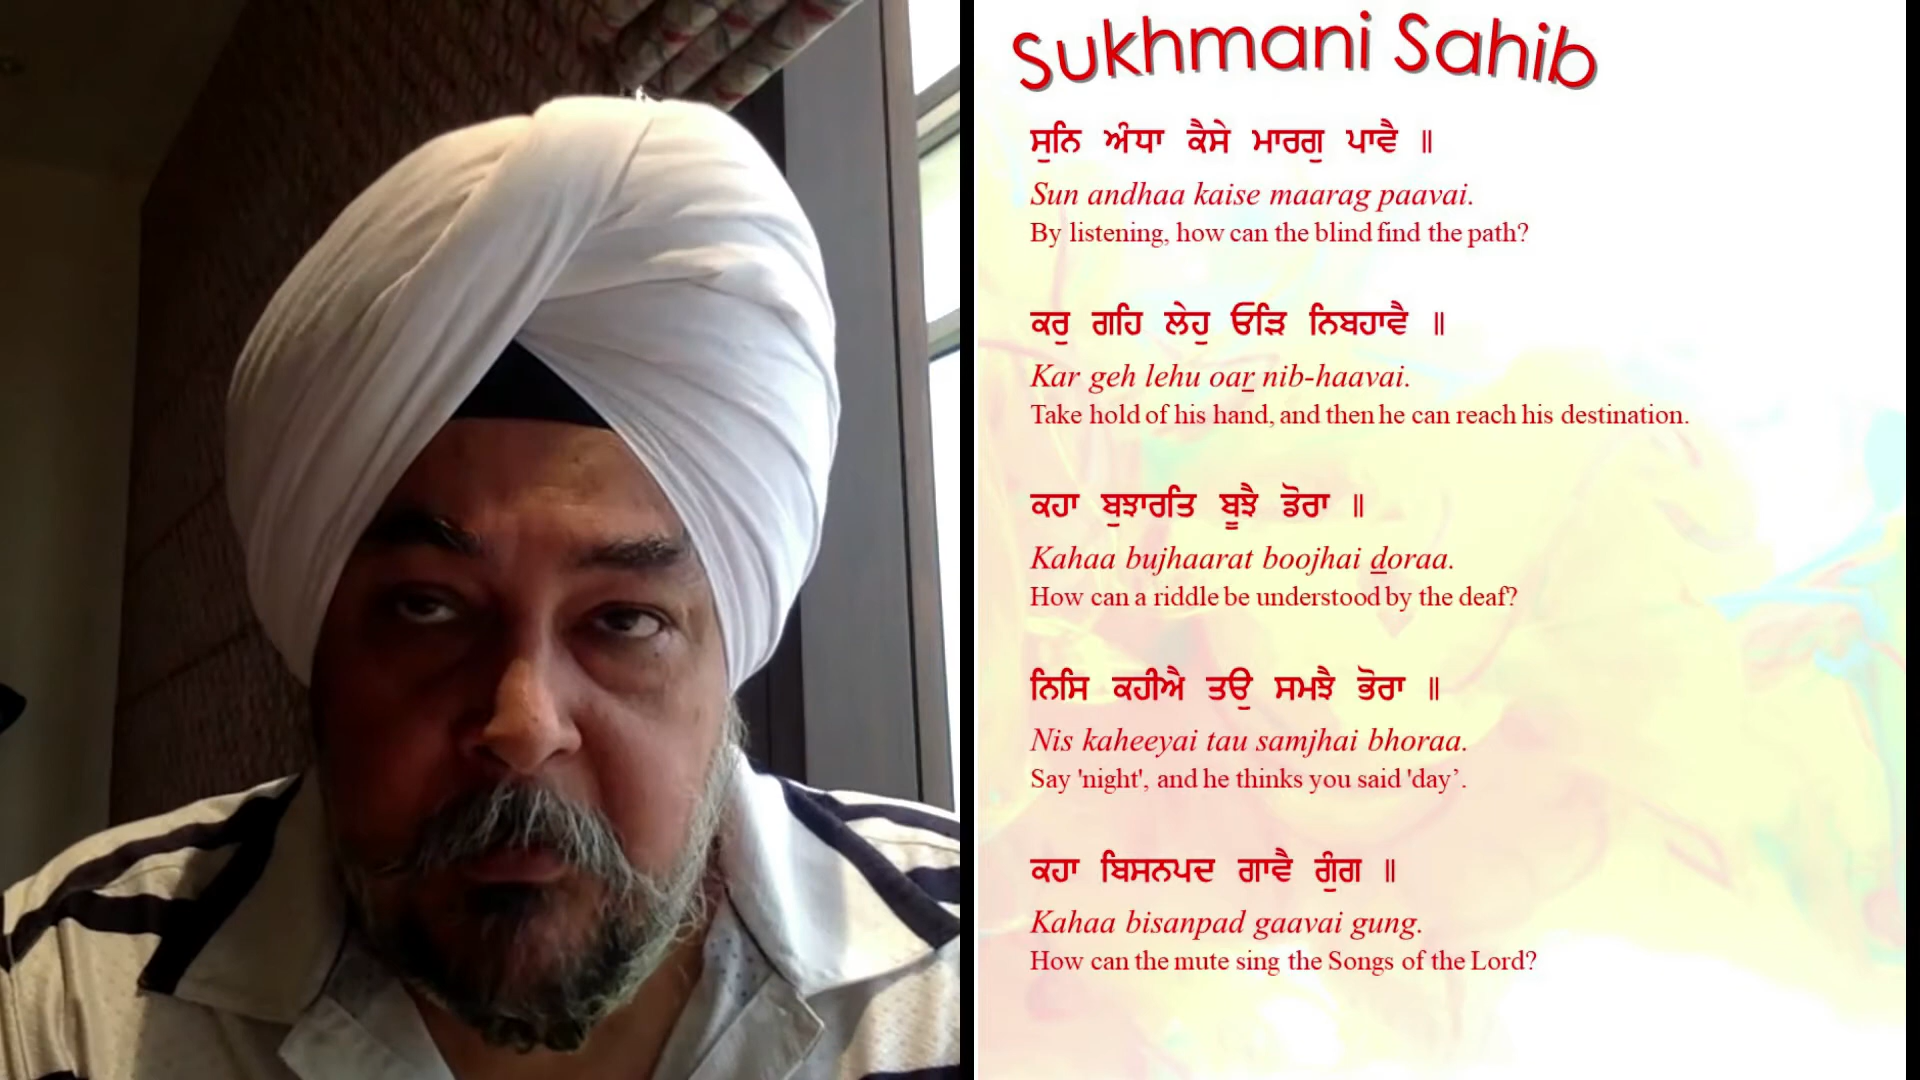 Sukhmani Sahib
ਸੁਨਿ ਅੰਧਾ ਕੈਸੇ ਮਾਰਗੁ ਪਾਵੈ ॥
Sun andhaa kaise maarag paavai.
By listening, how can the blind find the path?
ਕਰੁ ਗਹਿ ਲੇਹੁ ਓੜਿ ਨਿਬਹਾਵੈ ॥
Kar geh lehu oar nib-haavai.
Take hold of his hand, and then he can reach his destination.
ਕਹਾ ਬੁਝਾਰਤਿ ਬੂਝੈ ਡੋਰਾ ॥
Kahaa bujhaarat boojhai doraa.
How can a riddle be understood by the deaf?
ਨਿਸਿ ਕਹੀਐ ਤਉ ਸਮਝੈ ਭੋਰਾ ॥
Nis kaheeyai tau samjhai bhoraa.
Say 'night', and he thinks you said 'day’.
ਕਹਾ ਬਿਸਨਪਦ ਗਾਵੈ ਗੁੰਗ ॥
Kahaa bisanpad gaavai gung.
How can the mute sing the Songs of the Lord?